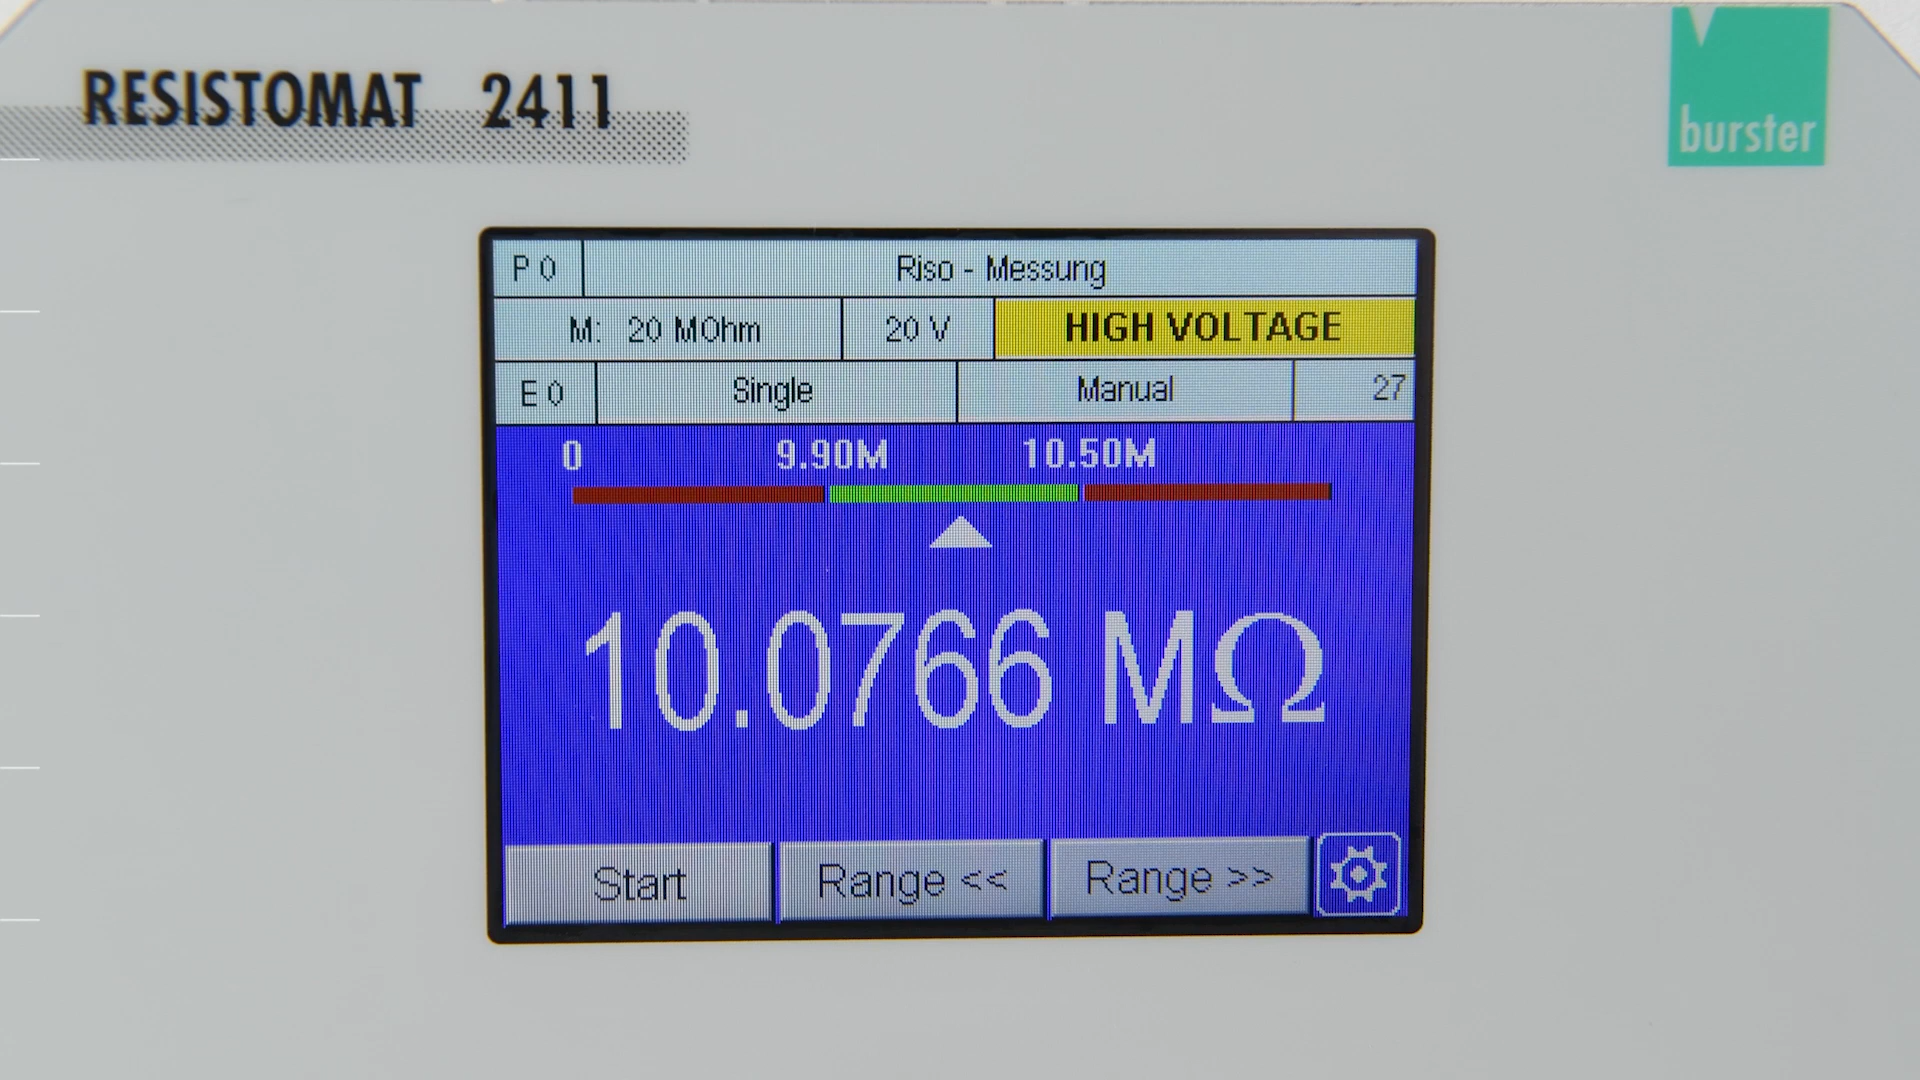 RESISTOMAT 2411
burster
P 0 Riso - Messung
M: 20 MOhm 20 V HIGH VOLTAGE
E 0 Single Manual 27
0 9.90M 10.50M
10.0766 MΩ
Start Range << Range >>